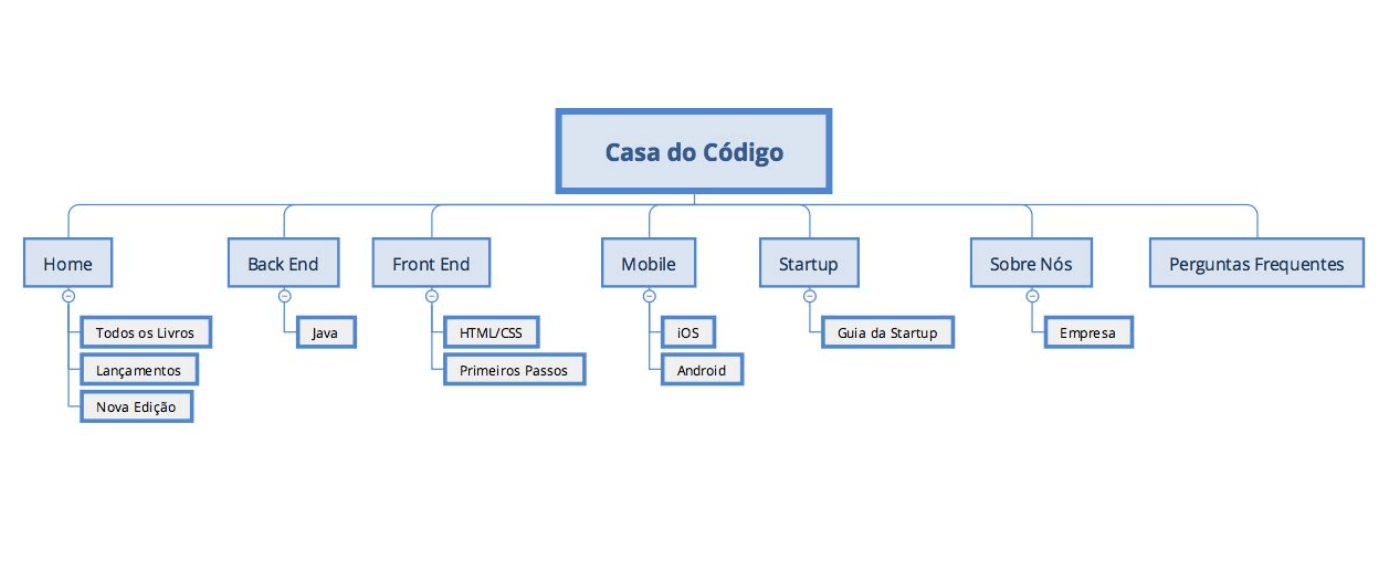 Casa do Código
Home
Back End
Front End
Mobile
Startup
Sobre Nós
Perguntas Frequentes
Todos os Livros
Lançamentos
Nova Edição
Java
HTML/CSS
Primeiros Passos
iOS
Android
Guia da Startup
Empresa